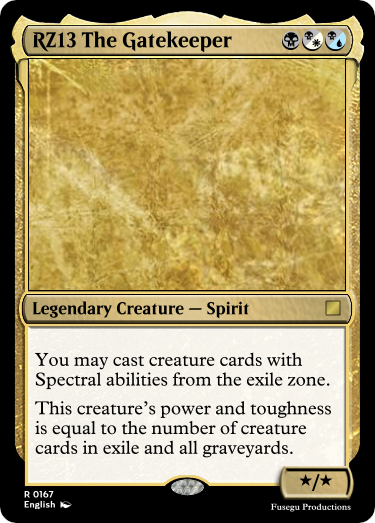 RZ13 The Gatekeeper
Legendary Creature — Spirit
You may cast creature cards with
Spectral abilities from the exile zone.
This creature's power and toughness
is equal to the number of creature
cards in exile and all graveyards.
★/★
R 0167
English
Fusegu Productions